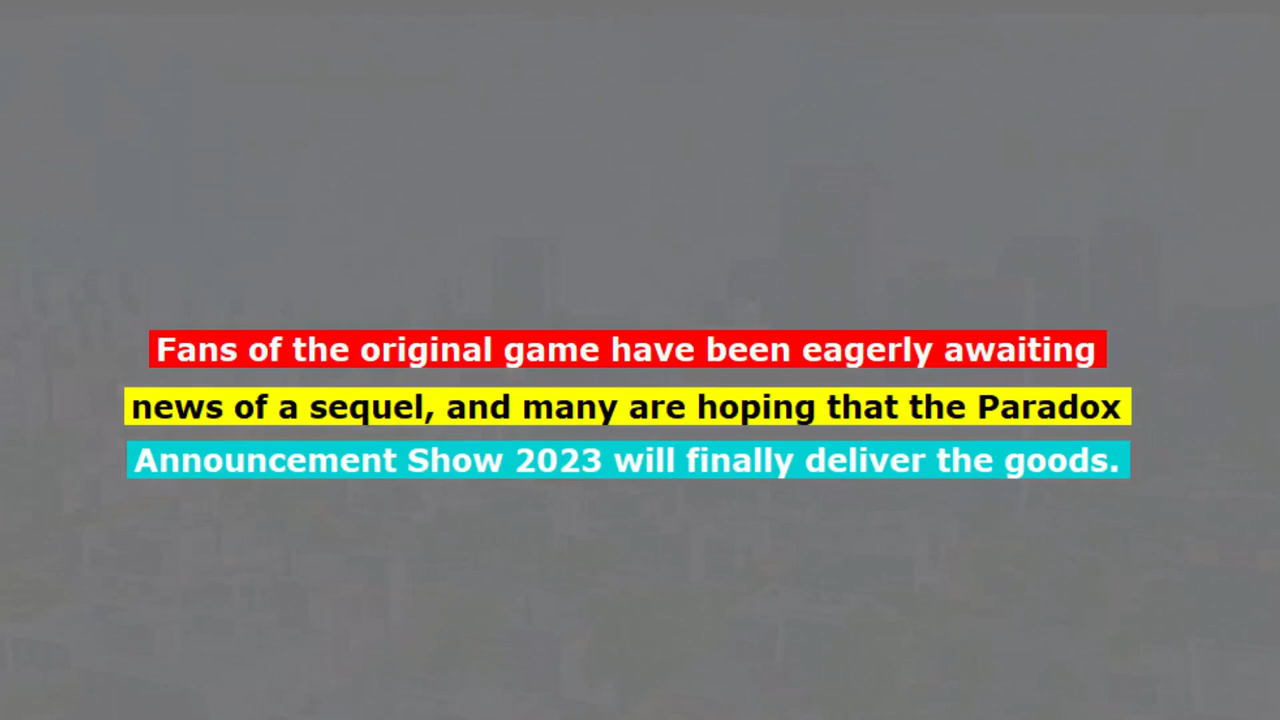 Fans of the original game have been eagerly awaiting
news of a sequel, and many are hoping that the Paradox
Announcement Show 2023 will finally deliver the goods.